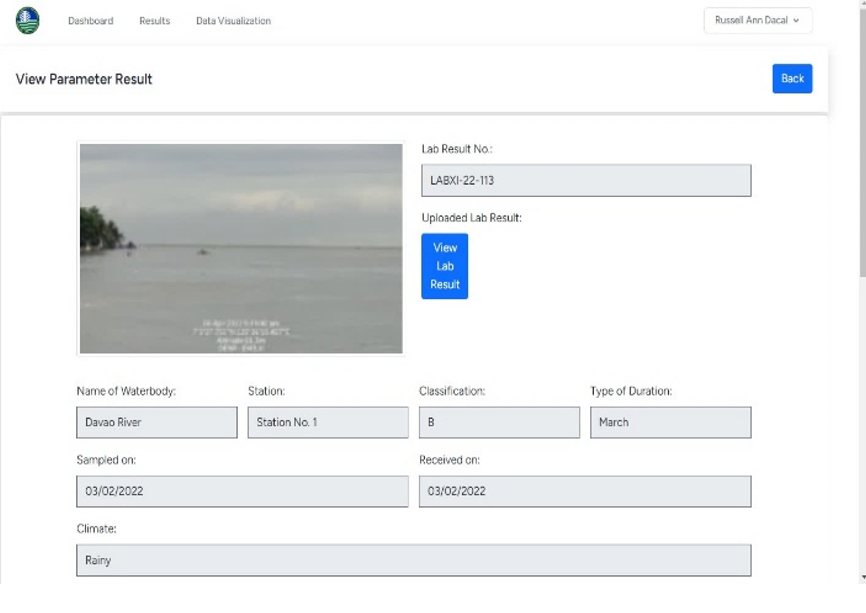 Dashboard
Results
Data Visualization
Russell Ann Dacal
View Parameter Result
Back
Lab Result No.:
LABXI-22-113
Uploaded Lab Result:
View
Lab
Result
Name of Waterbody:
Station:
Classification:
Type of Duration:
Davao River
Station No. 1
B
March
Sampled on:
Received on:
03/02/2022
03/02/2022
Climate:
Rainy